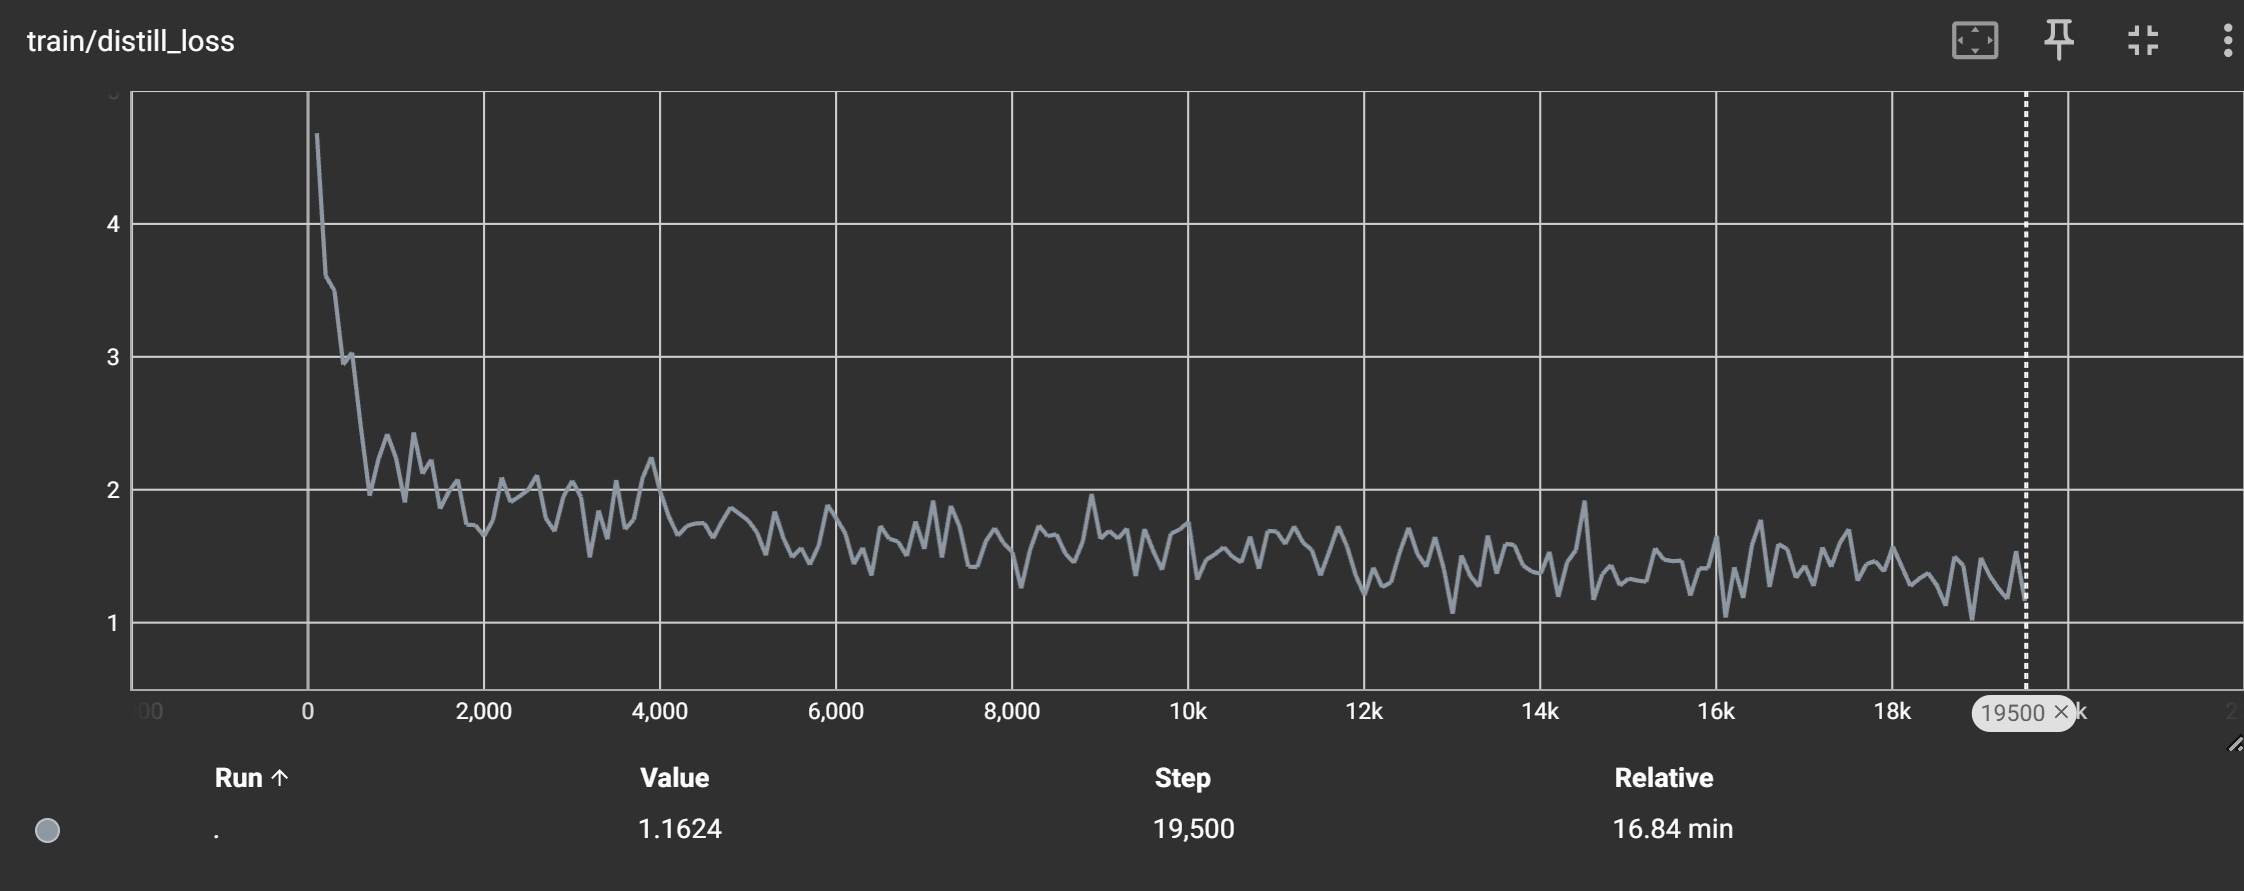 train/distill_loss
4
3
2
1
0 2,000 4,000 6,000 8,000 10k 12k 14k 16k 18k 19500 × k
Run ↑ Value Step Relative
. 1.1624 19,500 16.84 min